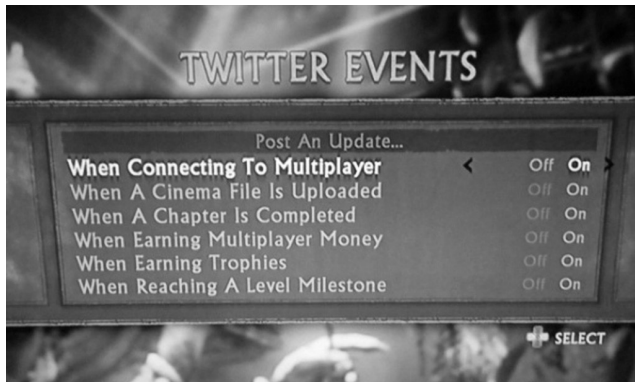 TWITTER EVENTS
Post An Update...
When Connecting To Multiplayer < Off On >
When A Cinema File Is Uploaded Off On
When A Chapter Is Completed Off On
When Earning Multiplayer Money Off On
When Earning Trophies Off On
When Reaching A Level Milestone Off On
SELECT